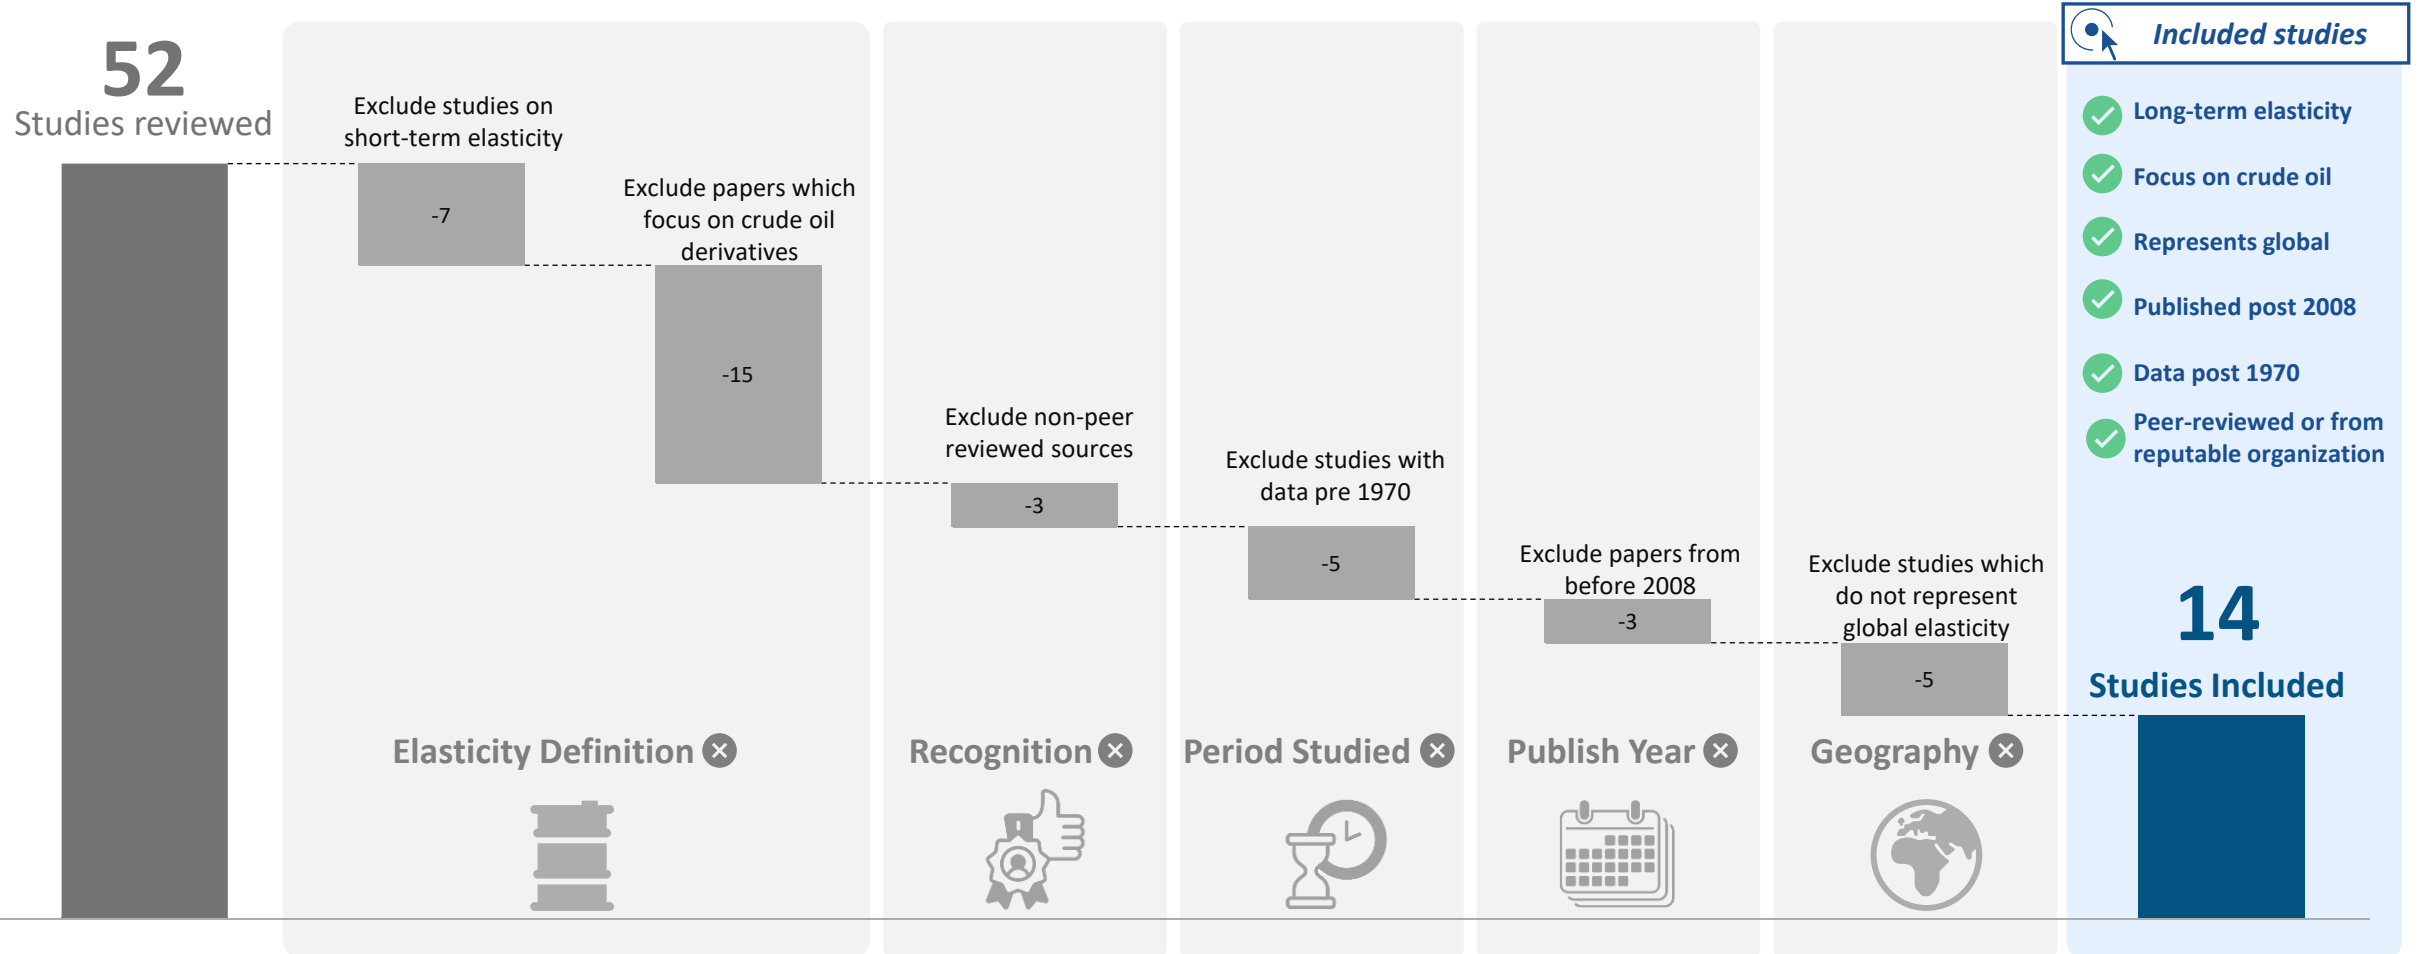 52
Studies reviewed
Exclude studies on
short-term elasticity
-7
Exclude papers which
focus on crude oil
derivatives
-15
Elasticity Definition
Exclude non-peer
reviewed sources
-3
Recognition
Exclude studies with
data pre 1970
-5
Period Studied
Exclude papers from
before 2008
-3
Publish Year
Exclude studies which
do not represent
global elasticity
-5
Geography
Included studies
Long-term elasticity
Focus on crude oil
Represents global
Published post 2008
Data post 1970
Peer-reviewed or from
reputable organization
14
Studies Included